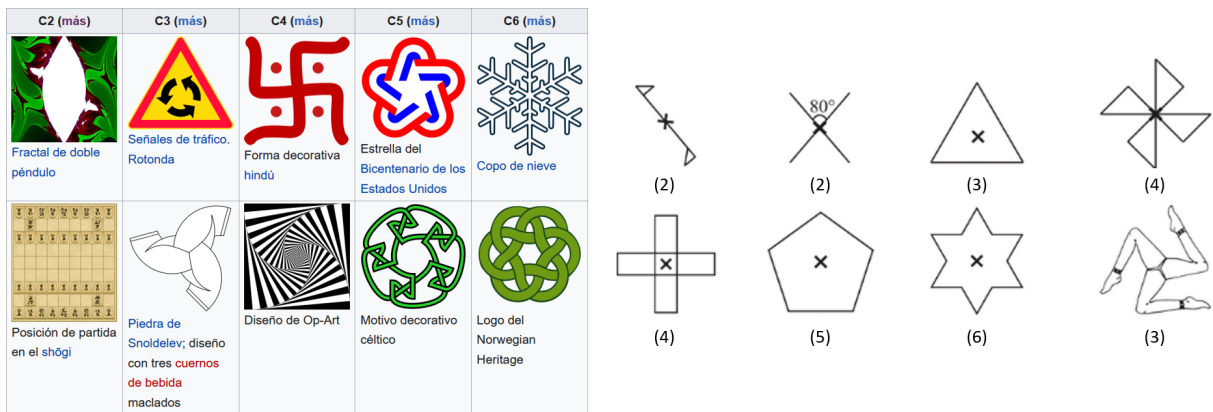 C2 (más)
C3 (más)
C4 (más)
C5 (más)
C6 (más)
Fractal de doble
péndulo
Señales de tráfico.
Rotonda
Forma decorativa
hindú
Estrella del
Bicentenario de los
Estados Unidos
Copo de nieve
Posición de partida
en el shōgi
Piedra de
Snoldelev; diseño
con tres cuernos
de bebida
maclados
Diseño de Op-Art
Motivo decorativo
céltico
Logo del
Norwegian
Heritage
80°
(2)
(2)
(3)
(4)
(4)
(5)
(6)
(3)